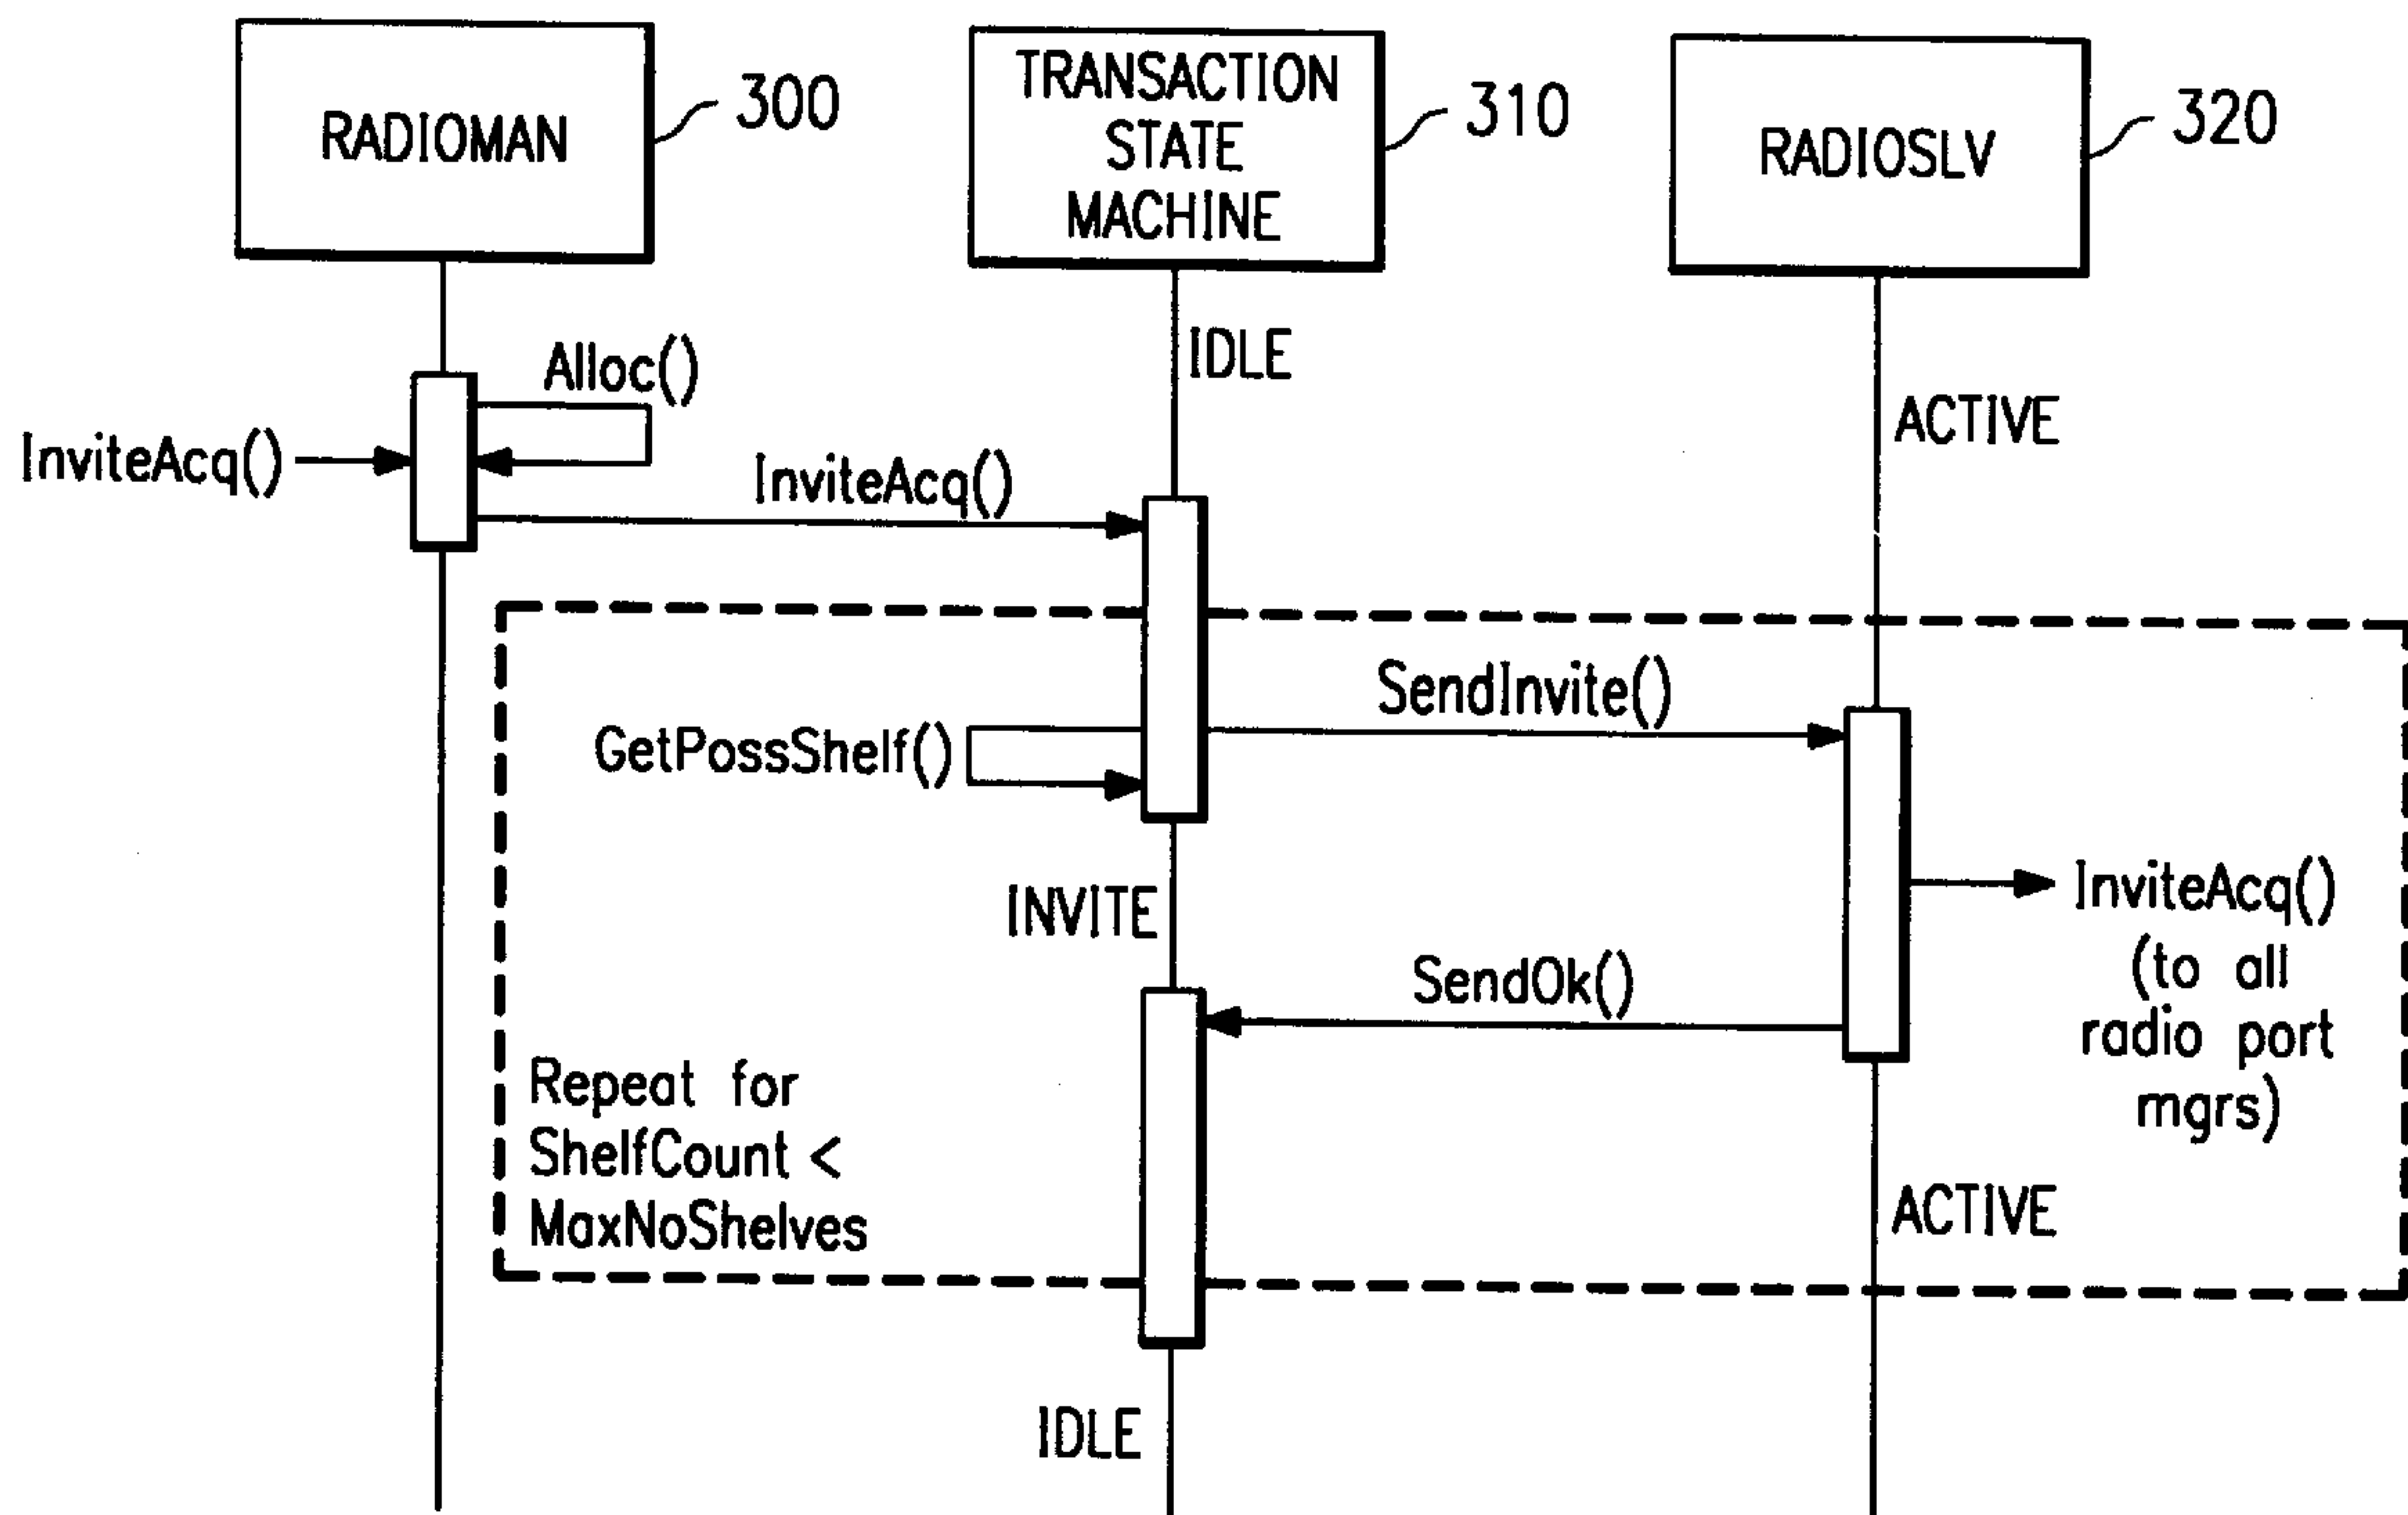 RADIOMAN
300
TRANSACTION
STATE
MACHINE
310
RADIOSLV
320
IDLE
Alloc()
ACTIVE
InviteAcq()
InviteAcq()
SendInvite()
GetPossShelf()
INVITE
InviteAcq()
(to all
radio port
mgrs)
SendOk()
Repeat for
ShelfCount <
MaxNoShelves
ACTIVE
IDLE